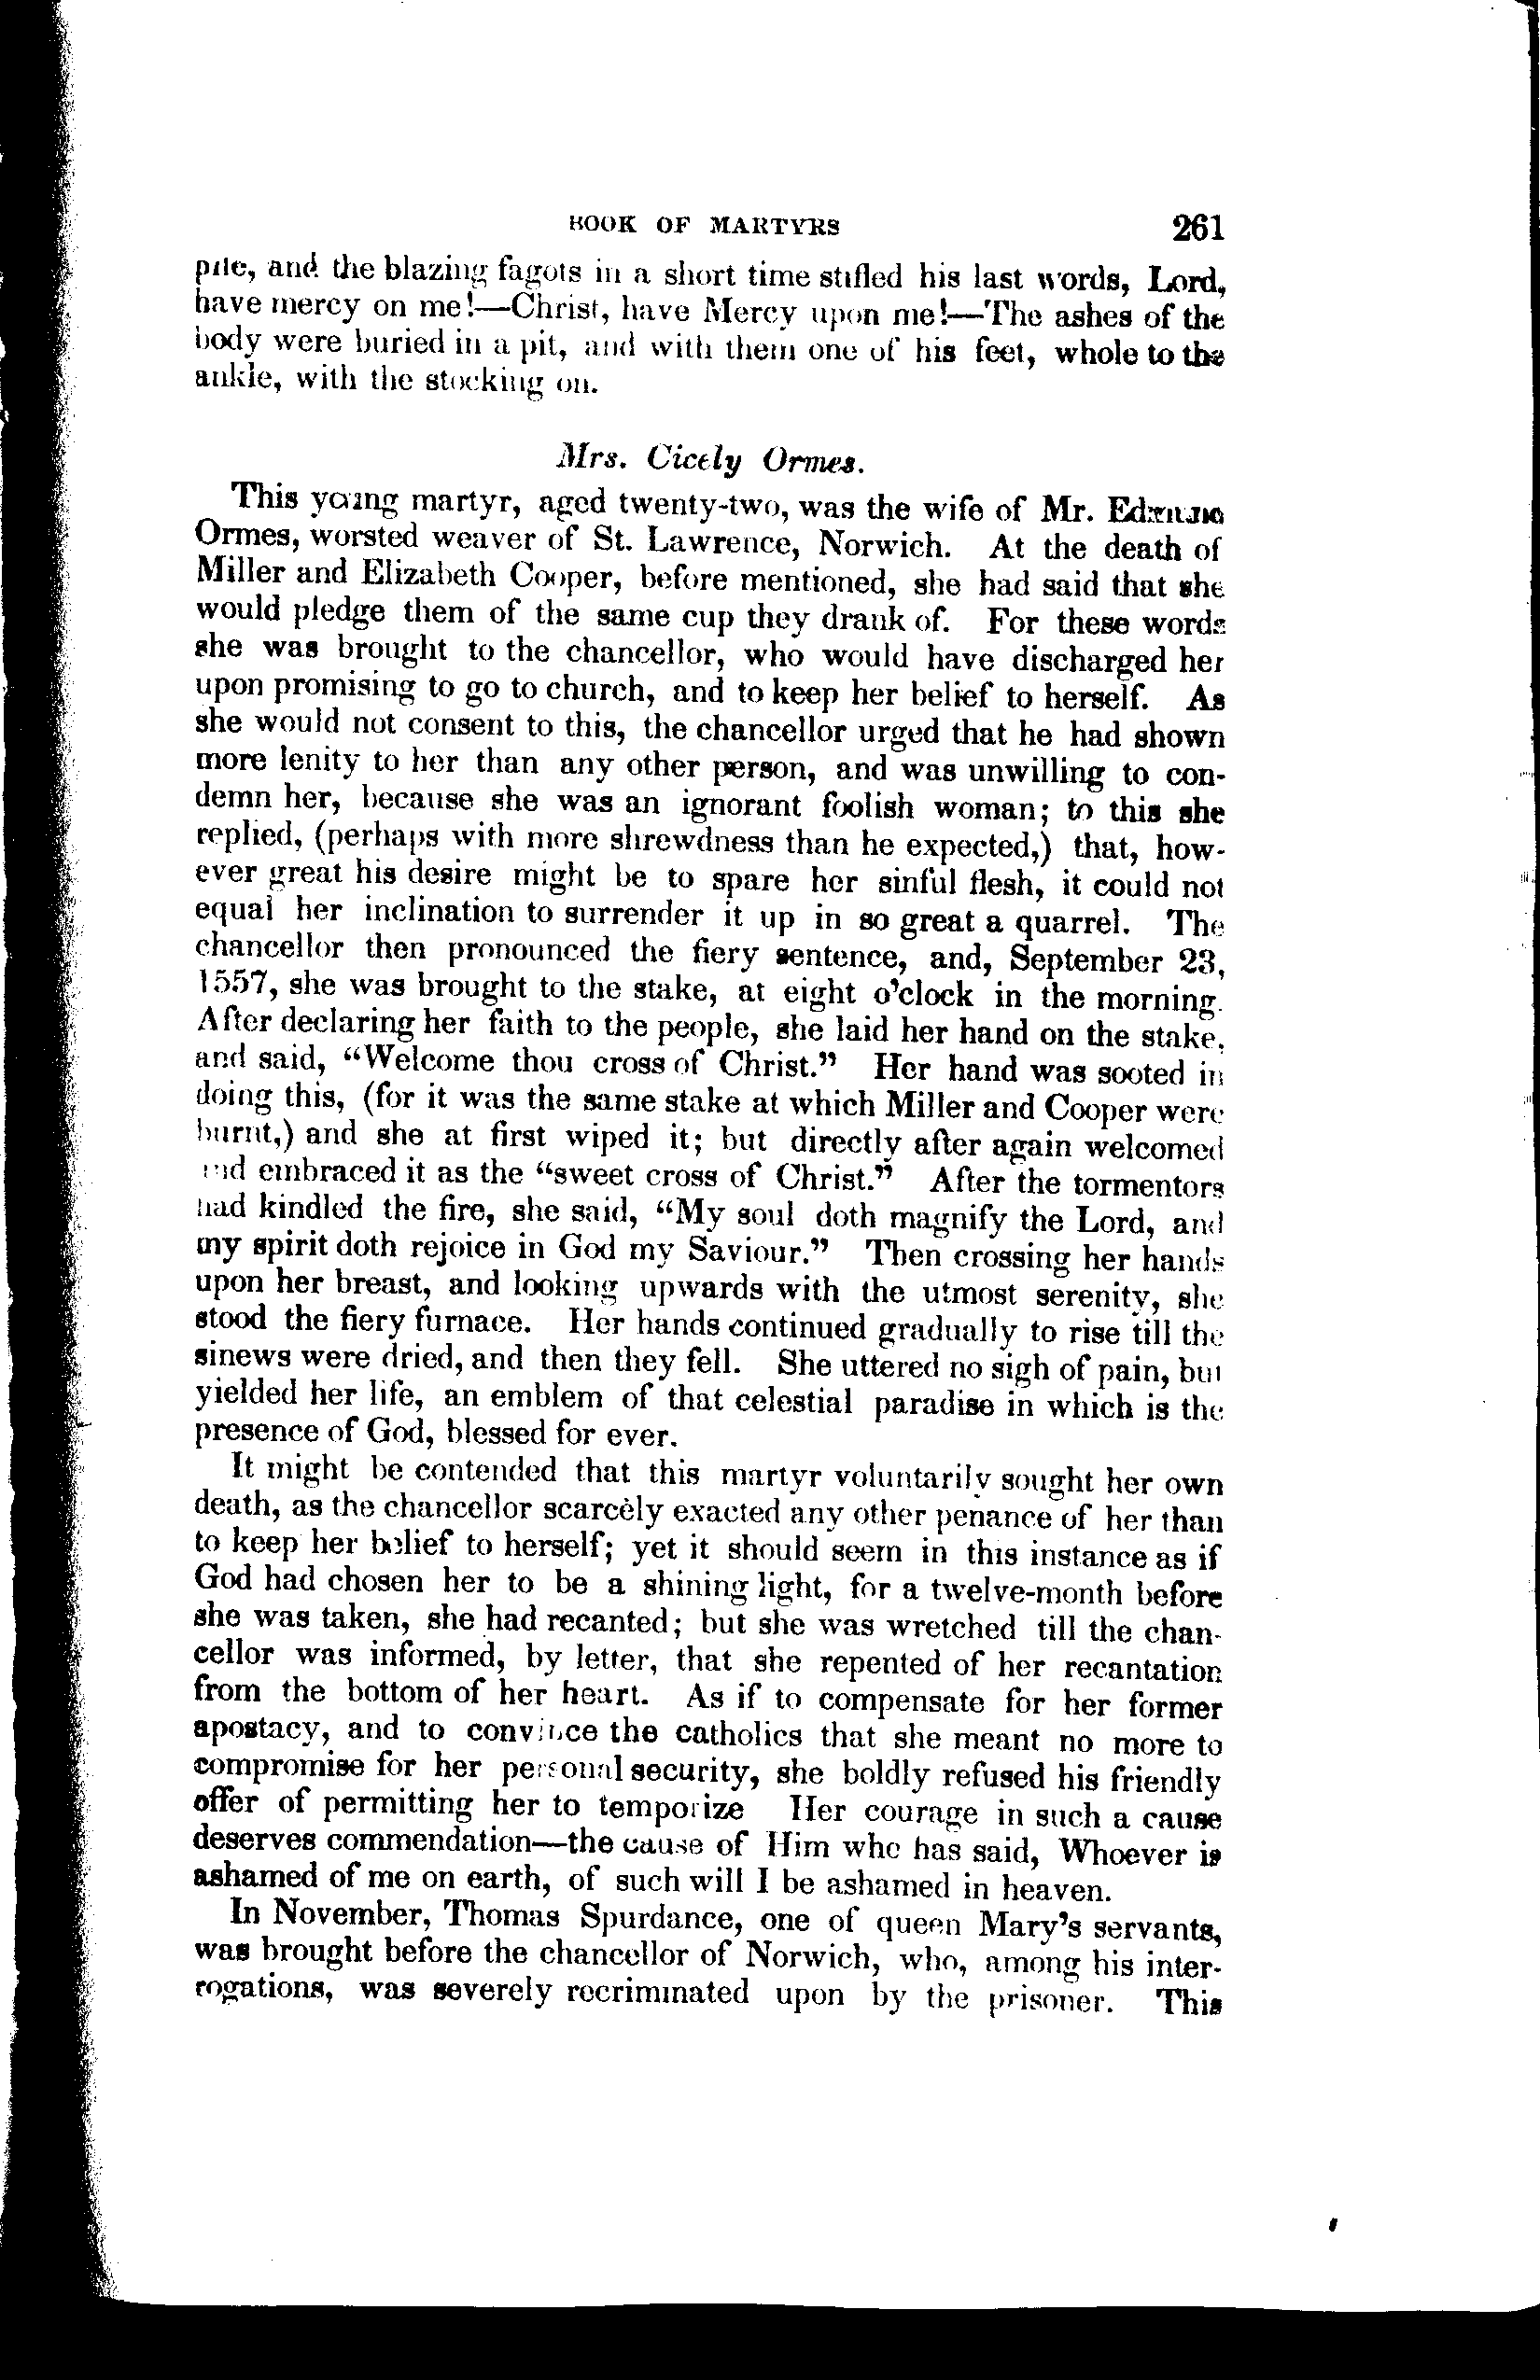 BOOK OF MARTYRS 261
pile, and the blazing fagots in a short time stifled his last words, Lord,
have mercy on me!—Christ, have Mercy upon me!—The ashes of the
body were buried in a pit, and with them one of his feet, whole to the
ankle, with the stocking on.
Mrs. Cicely Ormes.
This young martyr, aged twenty-two, was the wife of Mr. Edmund
Ormes, worsted weaver of St. Lawrence, Norwich. At the death of
Miller and Elizabeth Cooper, before mentioned, she had said that she
would pledge them of the same cup they drank of. For these words
she was brought to the chancellor, who would have discharged her
upon promising to go to church, and to keep her belief to herself. As
she would not consent to this, the chancellor urged that he had shown
more lenity to her than any other person, and was unwilling to con-
demn her, because she was an ignorant foolish woman; to this she
replied, (perhaps with more shrewdness than he expected,) that, how-
ever great his desire might be to spare her sinful flesh, it could not
equal her inclination to surrender it up in so great a quarrel. The
chancellor then pronounced the fiery sentence, and, September 23,
1557, she was brought to the stake, at eight o'clock in the morning.
After declaring her faith to the people, she laid her hand on the stake,
and said, "Welcome thou cross of Christ." Her hand was sooted in
doing this, (for it was the same stake at which Miller and Cooper were
burnt,) and she at first wiped it; but directly after again welcomed
and embraced it as the "sweet cross of Christ." After the tormentors
had kindled the fire, she said, "My soul doth magnify the Lord, and
my spirit doth rejoice in God my Saviour." Then crossing her hands
upon her breast, and looking upwards with the utmost serenity, she
stood the fiery furnace. Her hands continued gradually to rise till the
sinews were dried, and then they fell. She uttered no sigh of pain, but
yielded her life, an emblem of that celestial paradise in which is the
presence of God, blessed for ever.
It might be contended that this martyr voluntarily sought her own
death, as the chancellor scarcely exacted any other penance of her than
to keep her belief to herself; yet it should seem in this instance as if
God had chosen her to be a shining light, for a twelve-month before
she was taken, she had recanted; but she was wretched till the chan-
cellor was informed, by letter, that she repented of her recantation
from the bottom of her heart. As if to compensate for her former
apostacy, and to convince the catholics that she meant no more to
compromise for her personal security, she boldly refused his friendly
offer of permitting her to temporize Her courage in such a cause
deserves commendation—the cause of Him who has said, Whoever is
ashamed of me on earth, of such will I be ashamed in heaven.
In November, Thomas Spurdance, one of queen Mary's servants,
was brought before the chancellor of Norwich, who, among his inter-
rogations, was severely recriminated upon by the prisoner. This